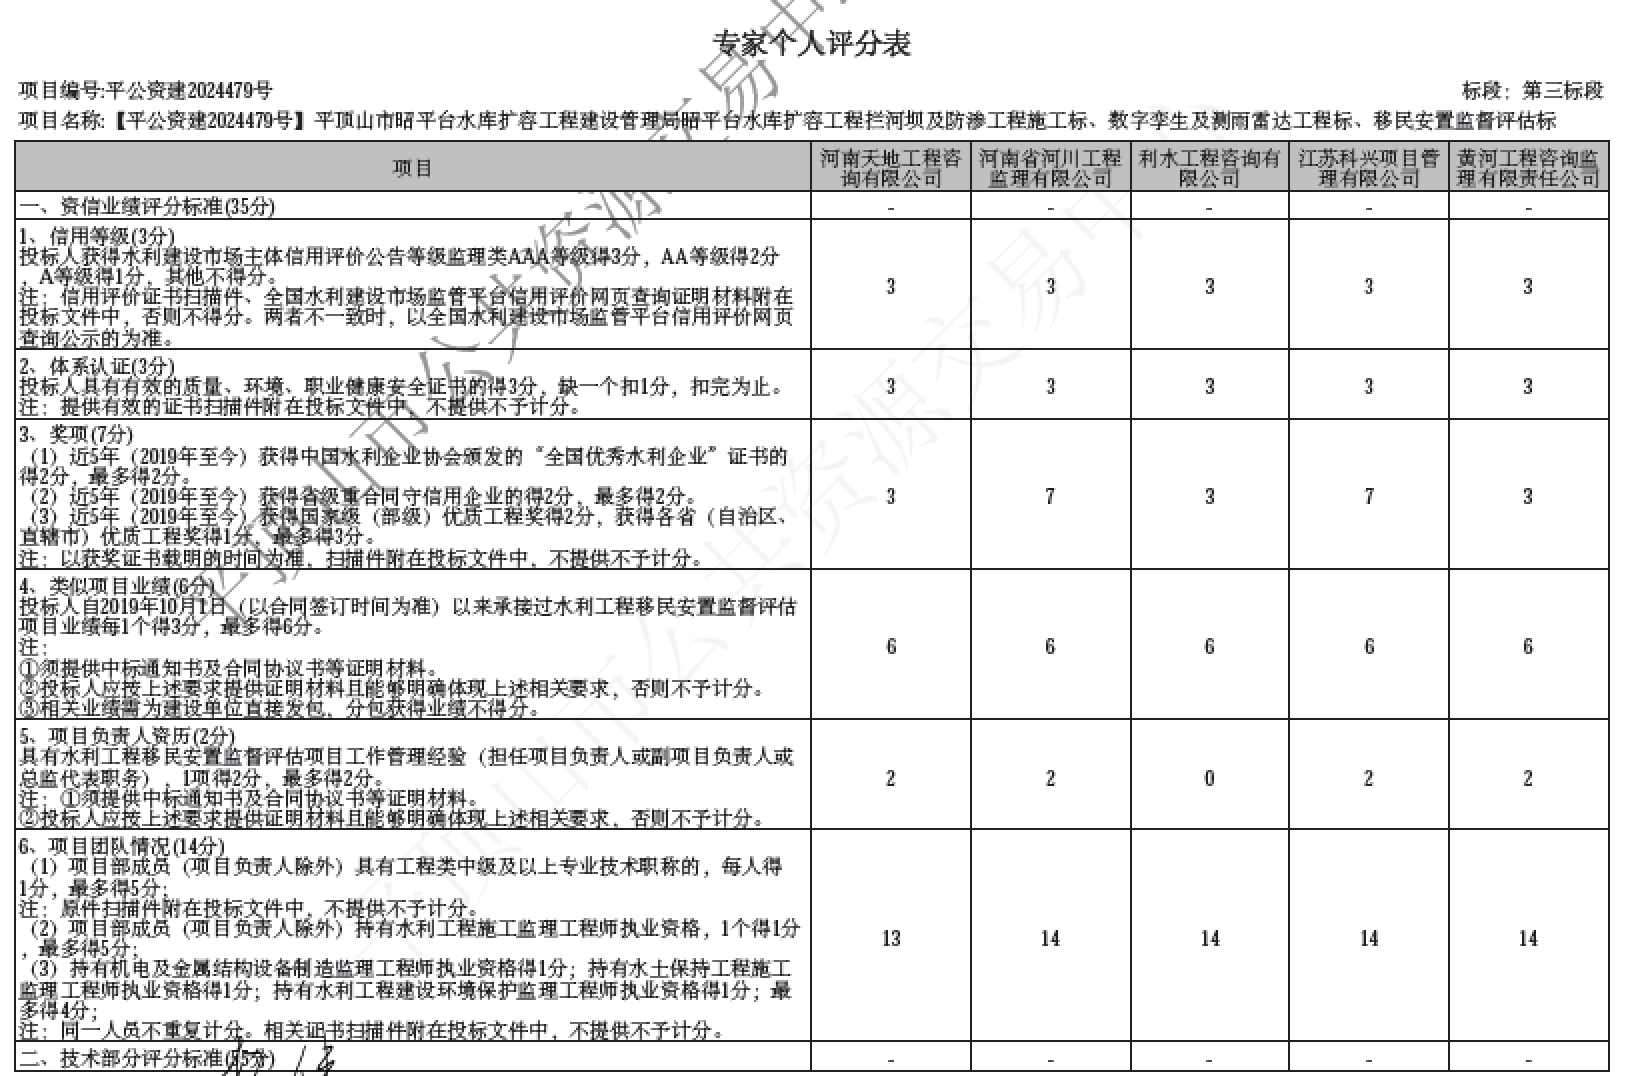 专家个人评分表
项目编号:平公资建2024479号
标段：第三标段
项目名称:【平公资建2024479号】平顶山市昭平台水库扩容工程建设管理局昭平台水库扩容工程拦河坝及防渗工程施工标、数字孪生及测雨雷达工程标、移民安置监督评估标
项目
河南天地工程咨
询有限公司
河南省河川工程
监理有限公司
利水工程咨询有
限公司
江苏科兴项目管
理有限公司
黄河工程咨询监
理有限责任公司
一、资信业绩评分标准(35分)
- - - - -
1、信用等级(3分)
投标人获得水利建设市场主体信用评价公告等级监理类AAA等级得3分，AA等级得2分
，A等级得1分，其他不得分。
注：信用评价证书扫描件、全国水利建设市场监管平台信用评价网页查询证明材料附在
投标文件中，否则不得分。两者不一致时，以全国水利建设市场监管平台信用评价网页
查询公示的为准。
3 3 3 3 3
2、体系认证(3分)
投标人具有有效的质量、环境、职业健康安全证书的得3分，缺一个扣1分，扣完为止。
注：提供有效的证书扫描件附在投标文件中，不提供不予计分。
3 3 3 3 3
3、奖项(7分)
（1）近5年（2019年至今）获得中国水利企业协会颁发的“全国优秀水利企业”证书的
得2分，最多得2分。
（2）近5年（2019年至今）获得省级重合同守信用企业的得2分，最多得2分。
（3）近5年（2019年至今）获得国家级（部级）优质工程奖得2分，获得各省（自治区、
直辖市）优质工程奖得1分，最多得3分。
注：以获奖证书载明的时间为准，扫描件附在投标文件中，不提供不予计分。
3 7 3 7 3
4、类似项目业绩(6分)
投标人自2019年10月1日（以合同签订时间为准）以来承接过水利工程移民安置监督评估
项目业绩每1个得3分，最多得6分。
注：
①须提供中标通知书及合同协议书等证明材料。
②投标人应按上述要求提供证明材料且能够明确体现上述相关要求，否则不予计分。
③相关业绩需为建设单位直接发包，分包获得业绩不得分。
6 6 6 6 6
5、项目负责人资历(2分)
具有水利工程移民安置监督评估项目工作管理经验（担任项目负责人或副项目负责人或
总监代表职务），1项得2分，最多得2分。
注：①须提供中标通知书及合同协议书等证明材料。
②投标人应按上述要求提供证明材料且能够明确体现上述相关要求，否则不予计分。
2 2 0 2 2
6、项目团队情况(14分)
（1）项目部成员（项目负责人除外）具有工程类中级及以上专业技术职称的，每人得
1分，最多得5分；
注：原件扫描件附在投标文件中，不提供不予计分。
（2）项目部成员（项目负责人除外）持有水利工程施工监理工程师执业资格，1个得1分
，最多得5分；
（3）持有机电及金属结构设备制造监理工程师执业资格得1分；持有水土保持工程施工
监理工程师执业资格得1分；持有水利工程建设环境保护监理工程师执业资格得1分；最
多得4分；
注：同一人员不重复计分。相关证书扫描件附在投标文件中，不提供不予计分。
13 14 14 14 14
二、技术部分评分标准(55分)
- - - - -
平顶山市公共资源交易中
平顶山市公共资源交易中